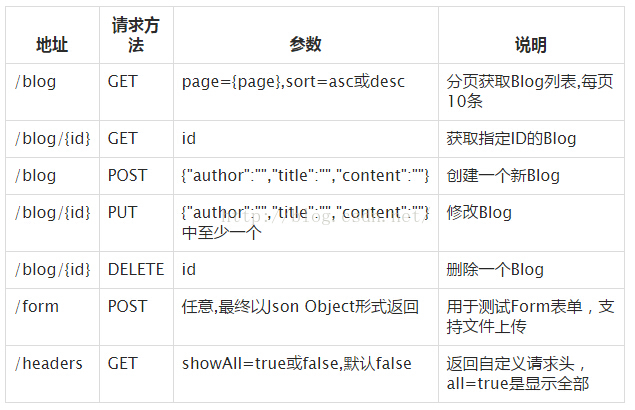 地址 请求方法 参数 说明
/blog GET page={page},sort=asc或desc 分页获取Blog列表,每页
10条
/blog/{id} GET id 获取指定ID的Blog
/blog POST {"author":"","title":"","content":""} 创建一个新Blog
/blog/{id} PUT {"author":"","title":"","content":""} 修改Blog
中至少一个
/blog/{id} DELETE id 删除一个Blog
/form POST 任意,最终以Json Object形式返回 用于测试Form表单，支
持文件上传
/headers GET showAll=true或false,默认false 返回自定义请求头，
all=true是显示全部